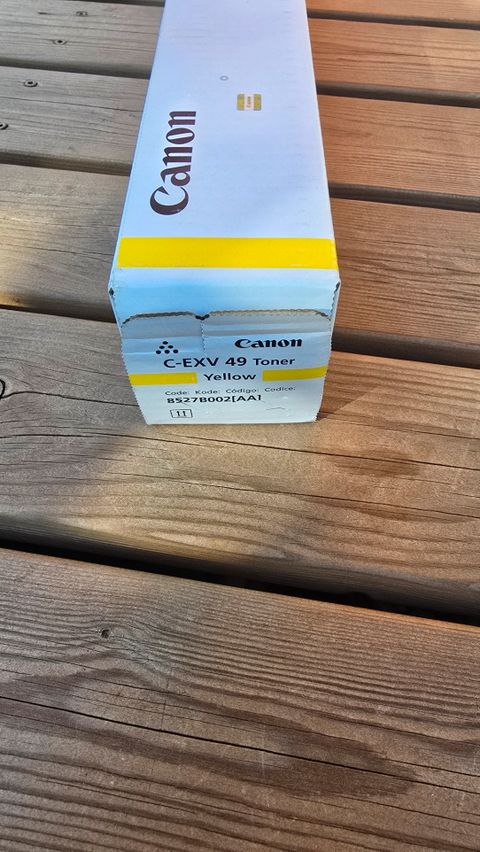 Canon
Canon
C-EXV 49 Toner
Yellow
Code: Kode: Código: Codice:
8527B002[AA]